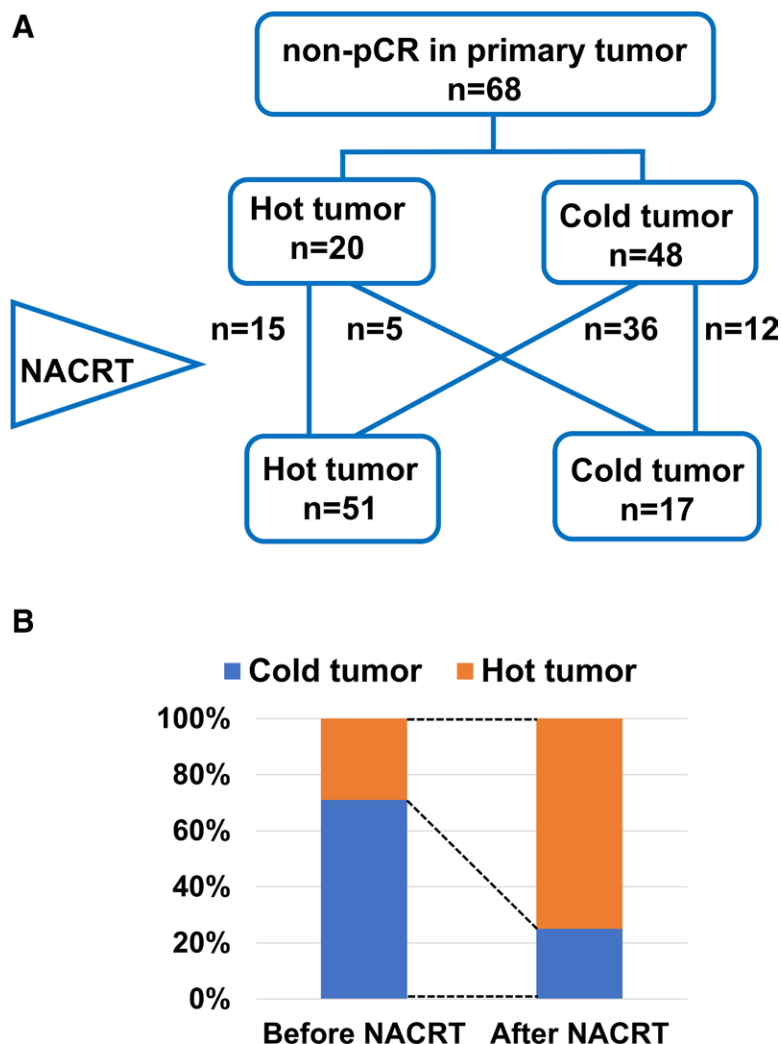 A
non-pCR in primary tumor
n=68
Hot tumor
n=20
Cold tumor
n=48
n=15
n=5
n=36
n=12
NACRT
Hot tumor
n=51
Cold tumor
n=17
B
Cold tumor
Hot tumor
100%
80%
60%
40%
20%
0%
Before NACRT
After NACRT